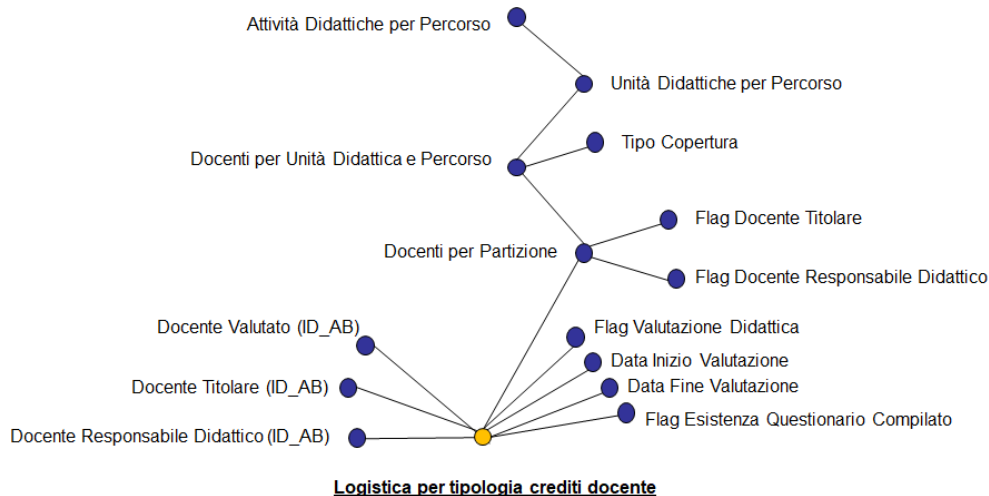 Attività Didattiche per Percorso
Unità Didattiche per Percorso
Tipo Copertura
Docenti per Unità Didattica e Percorso
Flag Docente Titolare
Docenti per Partizione
Flag Docente Responsabile Didattico
Docente Valutato (ID_AB)
Flag Valutazione Didattica
Data Inizio Valutazione
Docente Titolare (ID_AB)
Data Fine Valutazione
Flag Esistenza Questionario Compilato
Docente Responsabile Didattico (ID_AB)
Logistica per tipologia crediti docente